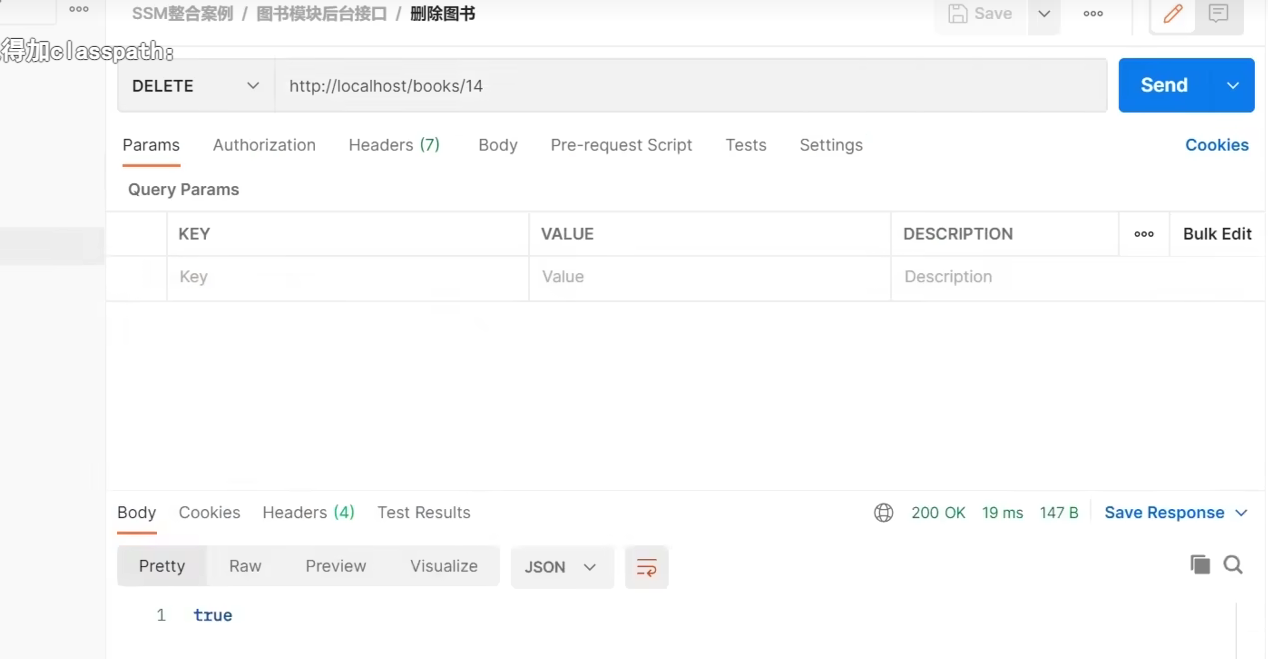 SSM整合案例 / 图书模块后台接口 / 删除图书
Save
得加classpath:
DELETE
http://localhost/books/14
Send
Params Authorization Headers (7) Body Pre-request Script Tests Settings Cookies
Query Params
KEY VALUE DESCRIPTION Bulk Edit
Key Value Description
Body Cookies Headers (4) Test Results 200 OK 19 ms 147 B Save Response
Pretty Raw Preview Visualize JSON
1 true